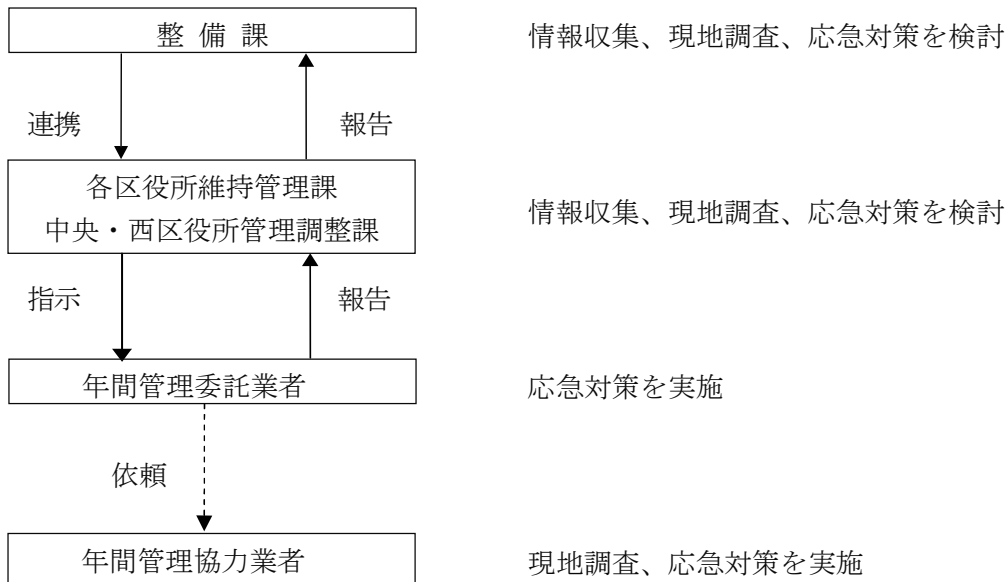 整 備 課
情報収集、現地調査、応急対策を検討
連携
報告
各区役所維持管理課
中央・西区役所管理調整課
情報収集、現地調査、応急対策を検討
指示
報告
年間管理委託業者
応急対策を実施
依頼
年間管理協力業者
現地調査、応急対策を実施